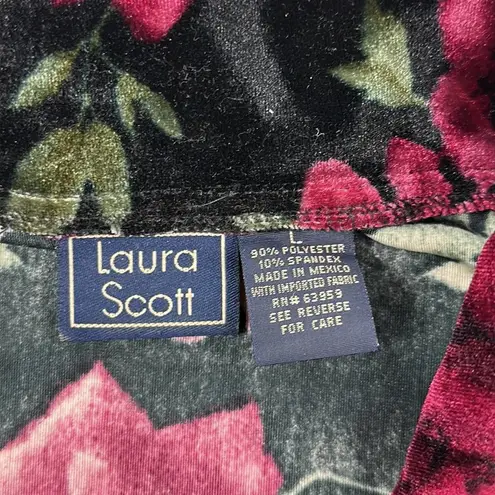 Laura
Scott
L
90% POLYESTER
10% SPANDEX
MADE IN MEXICO
WITH IMPORTED FABRIC
RN# 63959
SEE REVERSE
FOR CARE